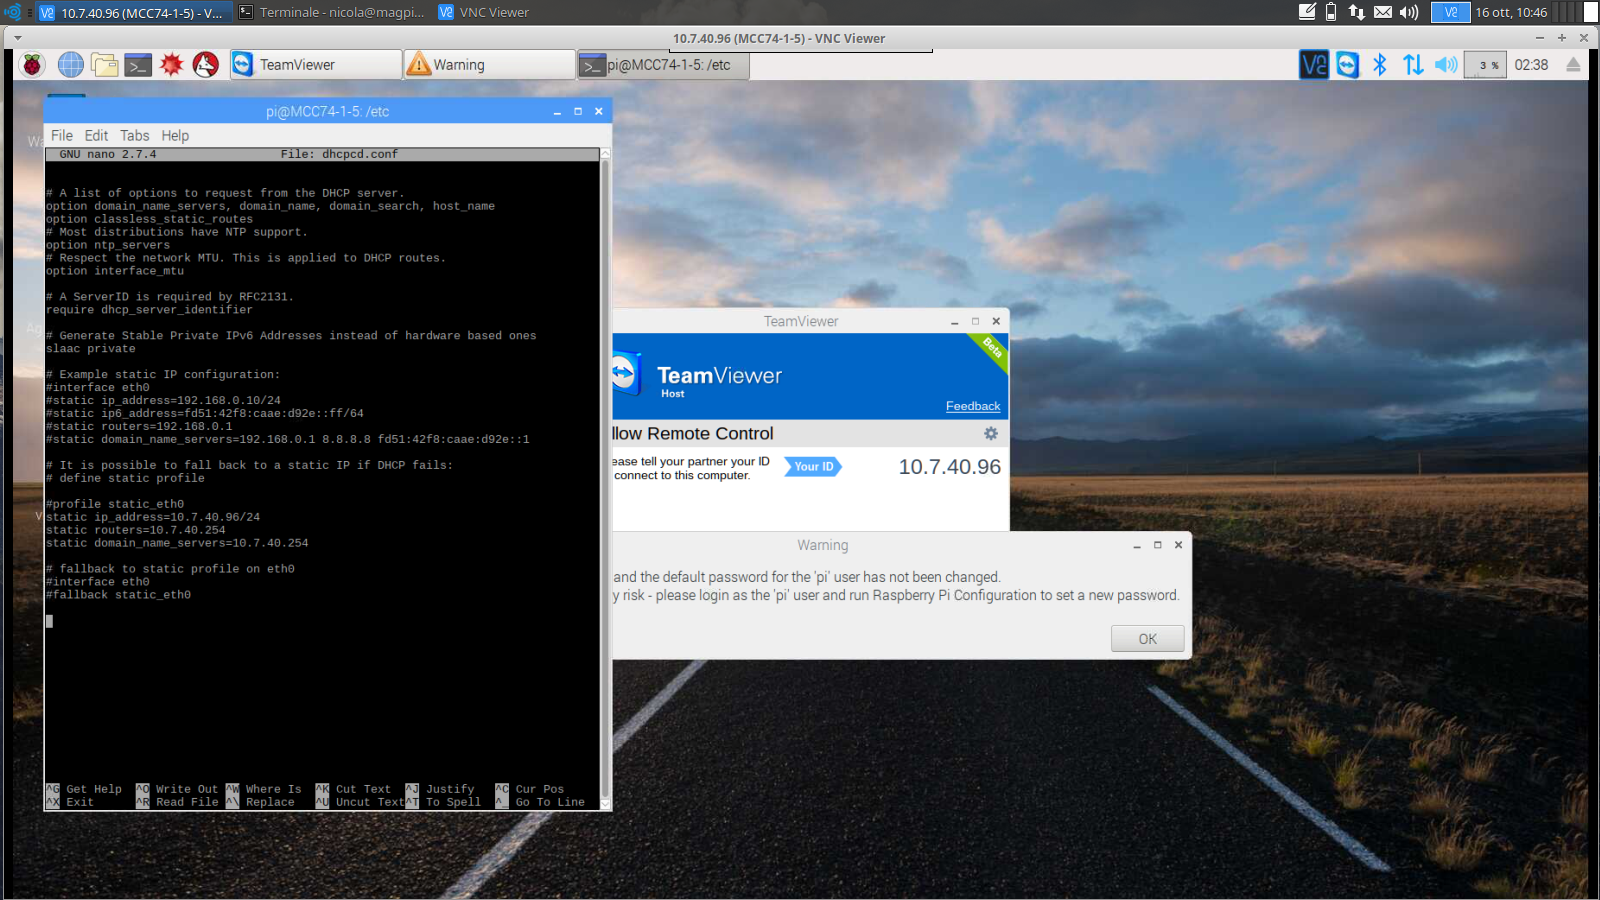 10.7.40.96 (MCC74-1-5) - V...
Terminale - nicola@magpi...
VNC Viewer
16 ott, 10:46
10.7.40.96 (MCC74-1-5) - VNC Viewer
TeamViewer
Warning
pi@MCC74-1-5: /etc
3 %
02:38
pi@MCC74-1-5: /etc
File Edit Tabs Help
GNU nano 2.7.4 File: dhcpcd.conf
# A list of options to request from the DHCP server.
option domain_name_servers, domain_name, domain_search, host_name
option classless_static_routes
# Most distributions have NTP support.
option ntp_servers
# Respect the network MTU. This is applied to DHCP routes.
option interface_mtu
# A ServerID is required by RFC2131.
require dhcp_server_identifier
# Generate Stable Private IPv6 Addresses instead of hardware based ones
slaac private
# Example static IP configuration:
#interface eth0
#static ip_address=192.168.0.10/24
#static ip6_address=fd51:42f8:caae:d92e::ff/64
#static routers=192.168.0.1
#static domain_name_servers=192.168.0.1 8.8.8.8 fd51:42f8:caae:d92e::1
# It is possible to fall back to a static IP if DHCP fails:
# define static profile
#profile static_eth0
static ip_address=10.7.40.96/24
static routers=10.7.40.254
static domain_name_servers=10.7.40.254
# fallback to static profile on eth0
#interface eth0
#fallback static_eth0
^G Get Help ^O Write Out ^W Where Is ^K Cut Text ^J Justify ^C Cur Pos
^X Exit ^R Read File ^\ Replace ^U Uncut Text ^T To Spell ^_ Go To Line
TeamViewer
Beta
TeamViewer
Host
Feedback
llow Remote Control
ease tell your partner your ID
connect to this computer.
Your ID
10.7.40.96
Warning
and the default password for the 'pi' user has not been changed.
y risk - please login as the 'pi' user and run Raspberry Pi Configuration to set a new password.
OK